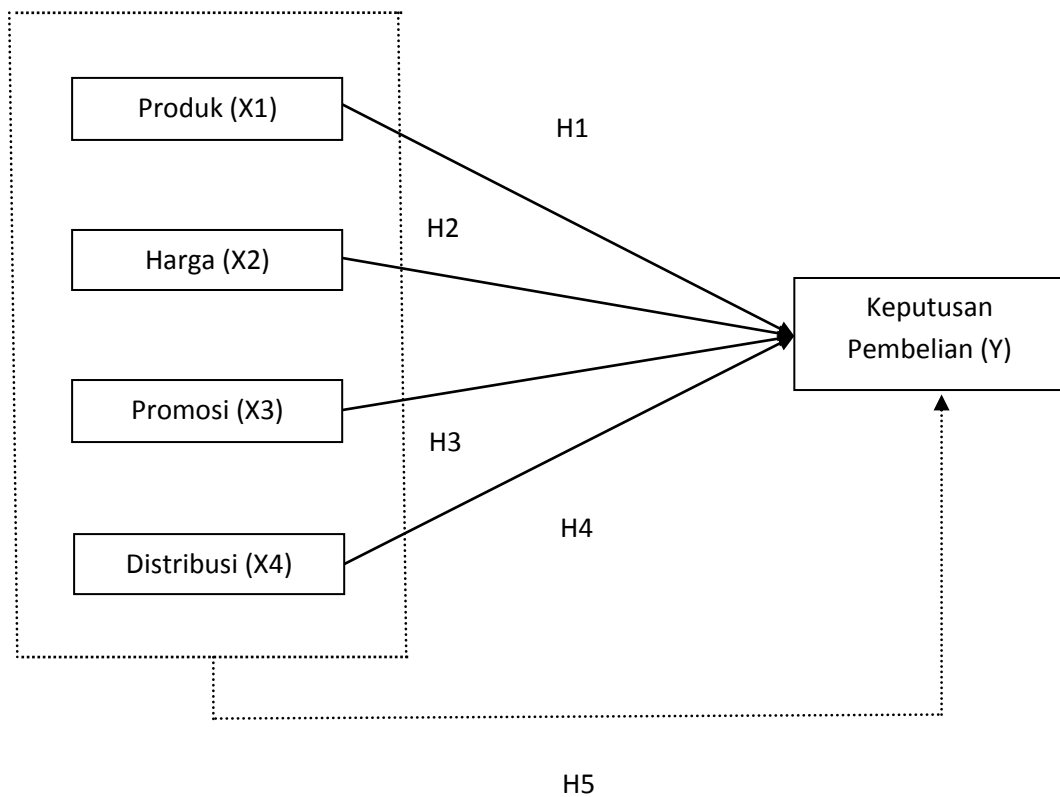 Produk (X1)
H1
H2
Harga (X2)
Keputusan
Pembelian (Y)
Promosi (X3)
H3
H4
Distribusi (X4)
H5